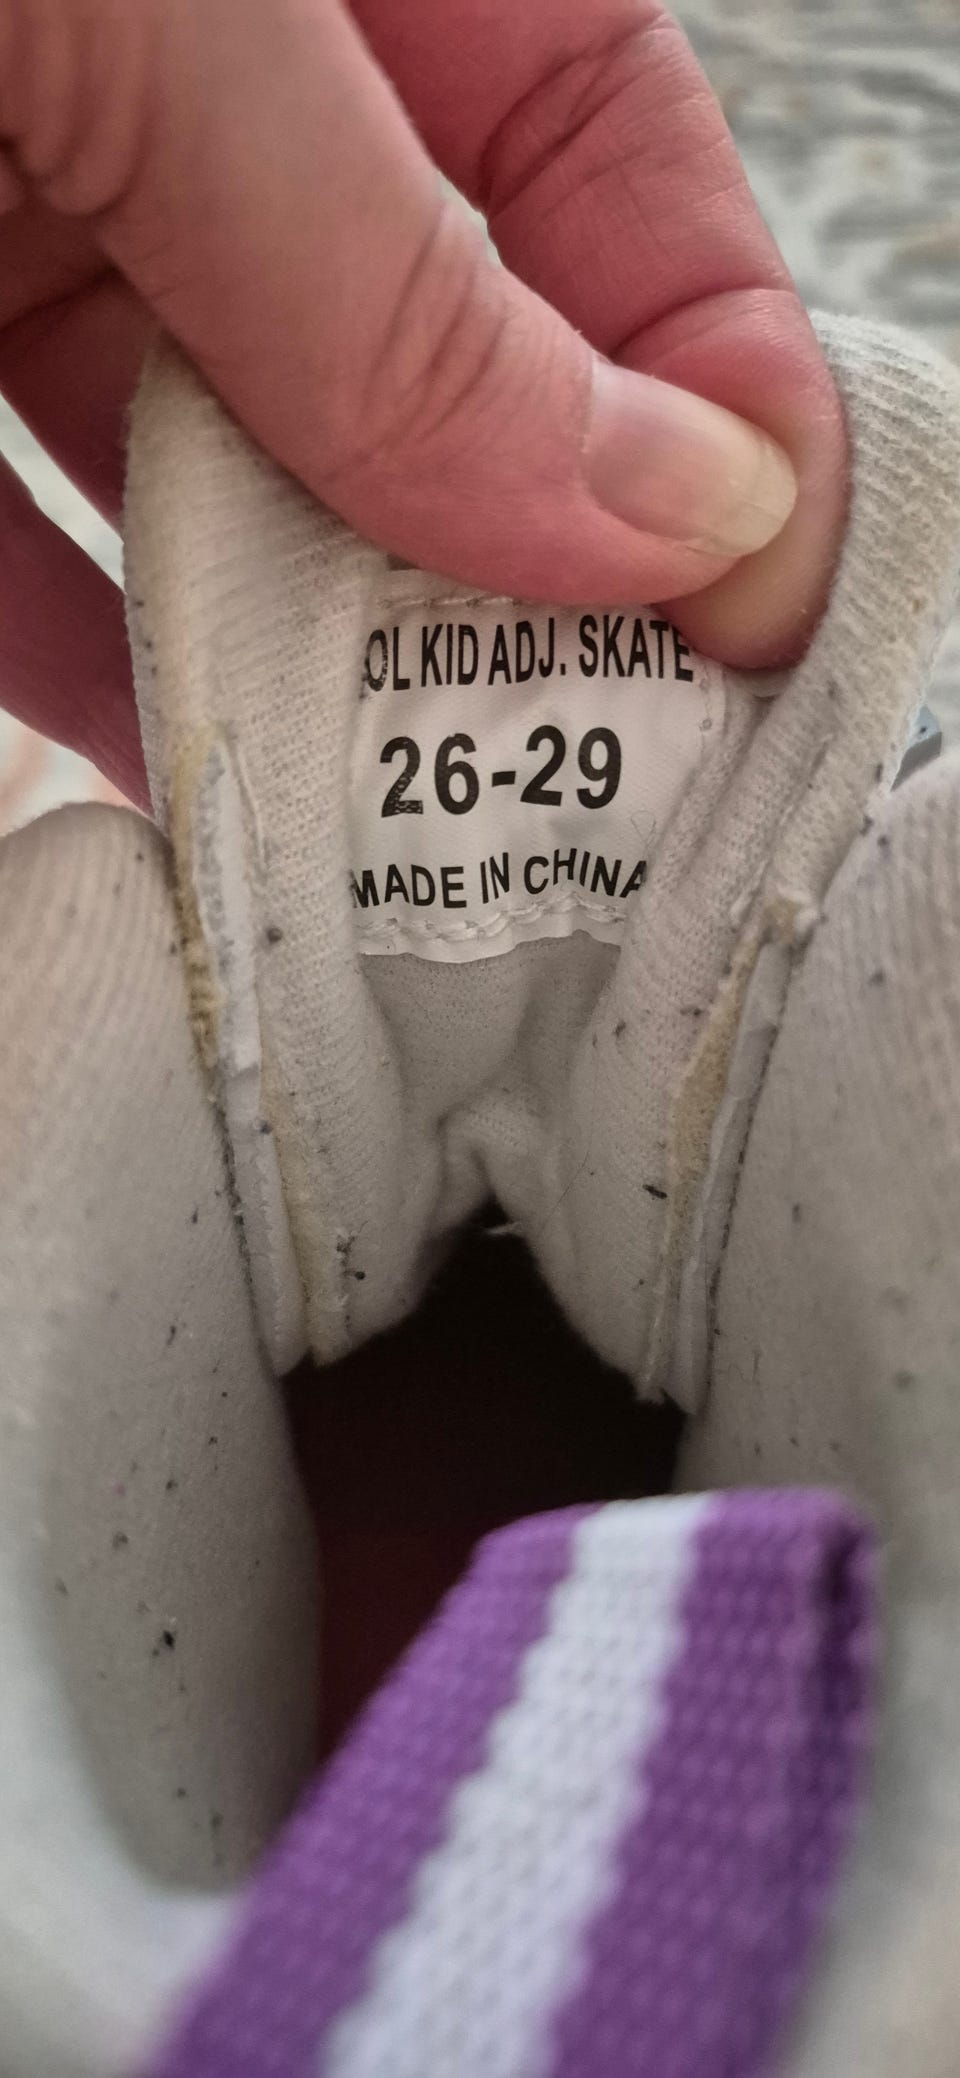 OL KID ADJ. SKATE
26-29
MADE IN CHINA